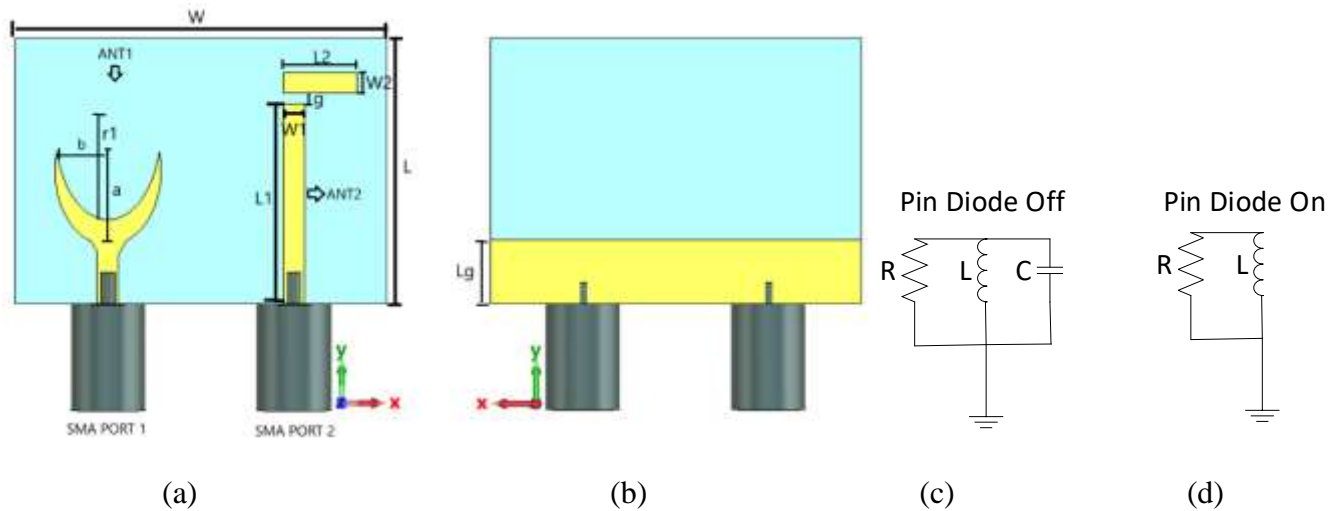 W
ANT1
L2
W2
g
W1
r1
b
a
L
L1
ANT2
y
x
z
SMA PORT 1
SMA PORT 2
Lg
y
x
Pin Diode Off
R
L
C
Pin Diode On
R
L
(a)
(b)
(c)
(d)